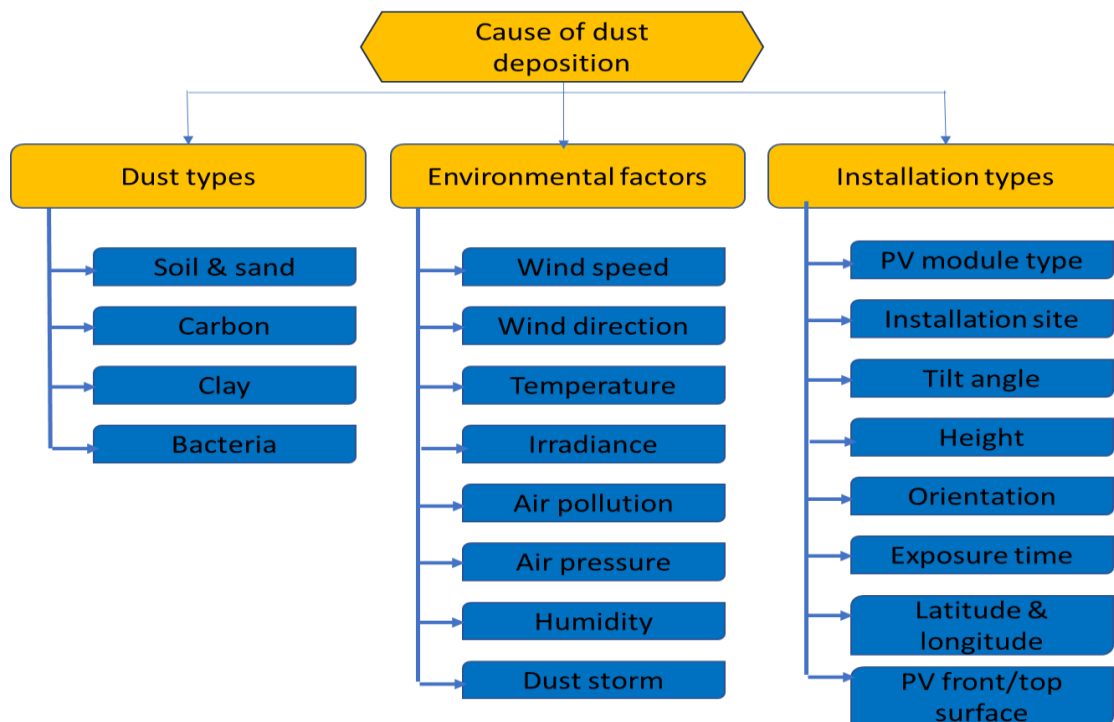 Cause of dust
deposition
Dust types
Soil & sand
Carbon
Clay
Bacteria
Environmental factors
Wind speed
Wind direction
Temperature
Irradiance
Air pollution
Air pressure
Humidity
Dust storm
Installation types
PV module type
Installation site
Tilt angle
Height
Orientation
Exposure time
Latitude &
longitude
PV front/top
surface